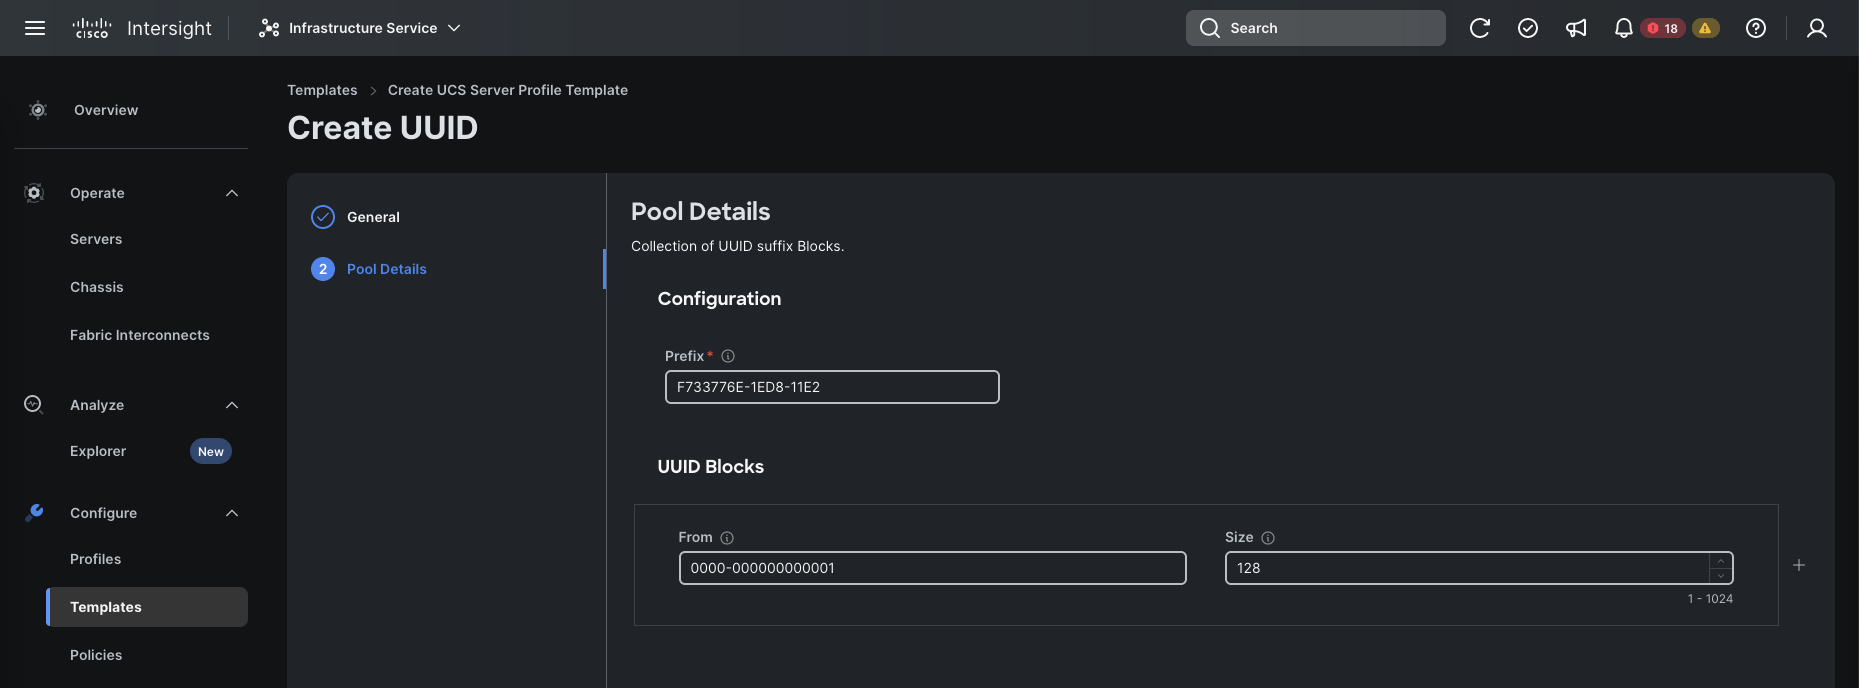 cisco Intersight Infrastructure Service Search 18
Overview
Operate
Servers
Chassis
Fabric Interconnects
Analyze
Explorer New
Configure
Profiles
Templates
Policies
Templates > Create UCS Server Profile Template
Create UUID
General
2 Pool Details
Pool Details
Collection of UUID suffix Blocks.
Configuration
Prefix *
F733776E-1ED8-11E2
UUID Blocks
From Size
0000-000000000001 128
1 - 1024